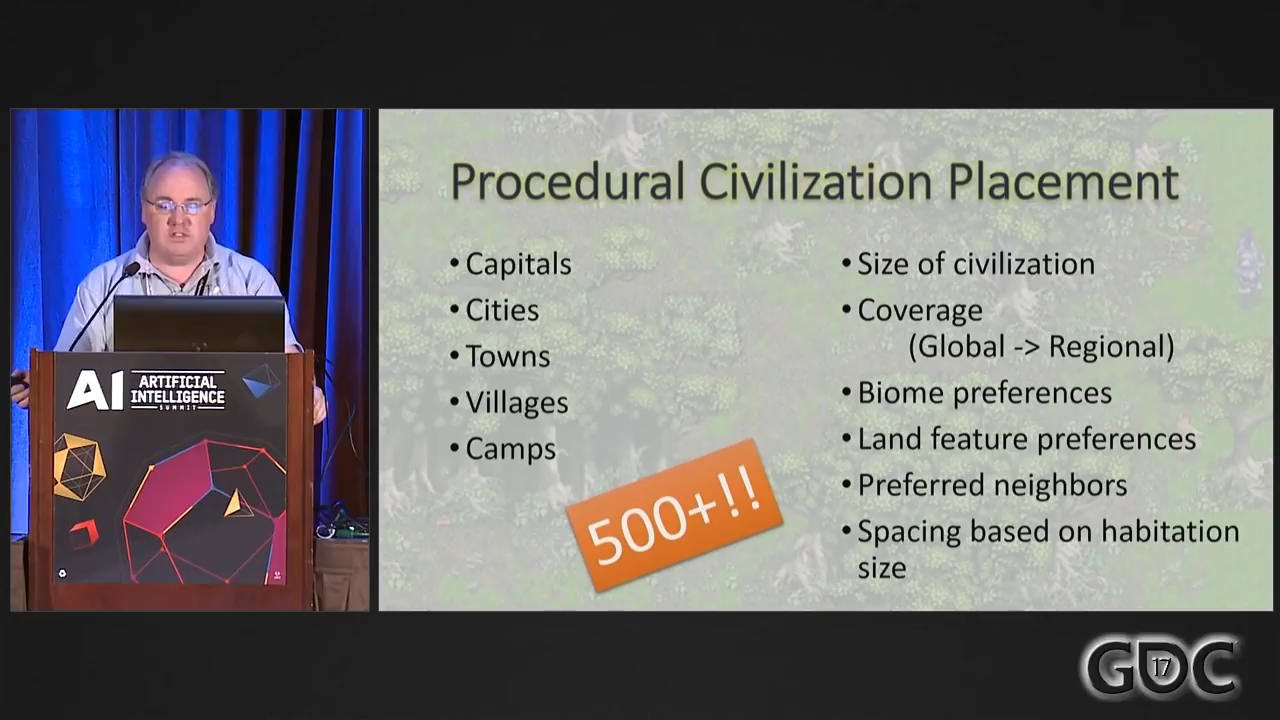 Procedural Civilization Placement
• Capitals
• Cities
• Towns
• Villages
• Camps
500+!!
• Size of civilization
• Coverage
(Global -> Regional)
• Biome preferences
• Land feature preferences
• Preferred neighbors
• Spacing based on habitation
size
AI
ARTIFICIAL
INTELLIGENCE
SUMMIT
GDC
17